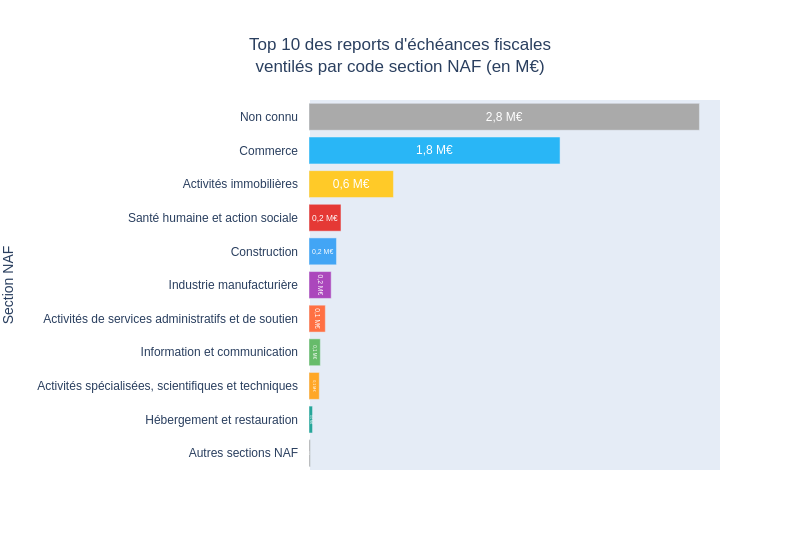 Top 10 des reports d'échéances fiscales
ventilés par code section NAF (en M€)
Section NAF
Non connu
2,8 M€
Commerce
1,8 M€
Activités immobilières
0,6 M€
Santé humaine et action sociale
0,2 M€
Construction
0,2 M€
Industrie manufacturière
0,2 M€
Activités de services administratifs et de soutien
0,1 M€
Information et communication
0,1 M€
Activités spécialisées, scientifiques et techniques
Hébergement et restauration
Autres sections NAF